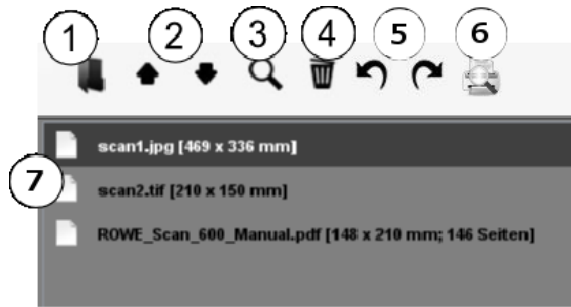 1 2 3 4 5 6
scan1.jpg [469 x 336 mm]
7
scan2.tif [210 x 150 mm]
ROWE_Scan_600_Manual.pdf [148 x 210 mm; 146 Seiten]